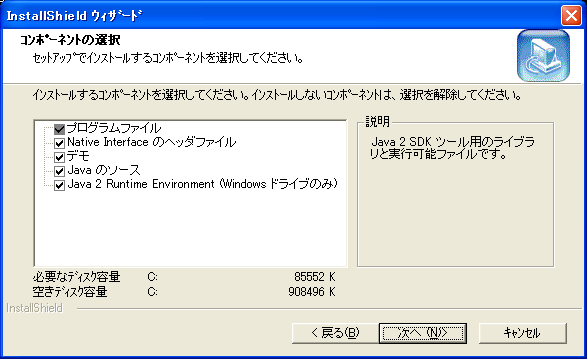 InstallShield ウィザード
コンポーネントの選択
セットアップでインストールするコンポーネントを選択してください。
インストールするコンポーネントを選択してください。インストールしないコンポーネントは、選択を解除してください。
プログラムファイル
Native Interface のヘッダファイル
デモ
Java のソース
Java 2 Runtime Environment (Windows ドライブのみ)
説明
Java 2 SDK ツール用のライブラ
リと実行可能ファイルです。
必要なディスク容量 C: 85552 K
空きディスク容量 C: 908496 K
InstallShield
< 戻る(B)
次へ (N)>
キャンセル